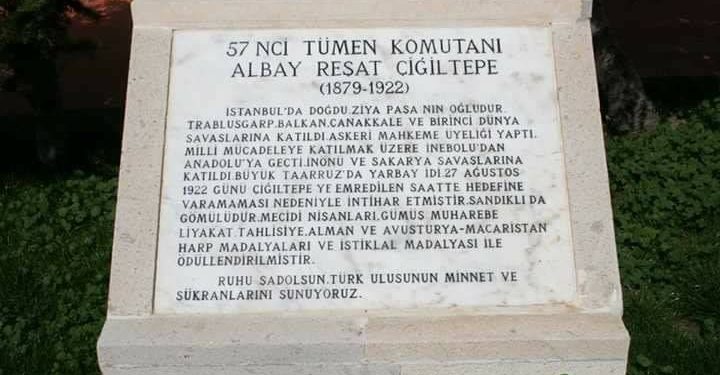 57 NCİ TÜMEN KOMUTANI
ALBAY REŞAT ÇİĞİLTEPE
(1879-1922)
İSTANBUL'DA DOĞDU.ZİYA PAŞA NIN OĞLUDUR.
TRABLUSGARP.BALKAN.ÇANAKKALE VE BİRİNCİ DÜNYA
SAVAŞLARINA KATILDI.ASKERİ MAHKEME ÜYELİĞİ YAPTI.
MİLLİ MÜCADELEYE KATILMAK ÜZERE İNEBOLU'DAN
ANADOLU'YA GEÇTİ.İNÖNÜ VE SAKARYA SAVAŞLARINA
KATILDI.BÜYÜK TAARRUZ'DA YARBAY İDİ.27 AĞUSTOS
1922 GÜNÜ ÇİĞİLTEPE YE EMREDİLEN SAATTE HEDEFİNE
VARAMAMASI NEDENİYLE İNTİHAR ETMİŞTİR.SANDIKLI DA
GÖMÜLÜDÜR.MECİDİ NİŞANLARI.GÜMÜŞ MUHAREBE
LİYAKAT.TAHLİSİYE.ALMAN VE AVUSTURYA-MACARİSTAN
HARP MADALYALARI VE İSTİKLAL MADALYASI İLE
ÖDÜLLENDİRİLMİŞTİR.
RUHU ŞADOLSUN.TÜRK ULUSUNUN MİNNET VE
ŞÜKRANLARINI SUNUYORUZ.